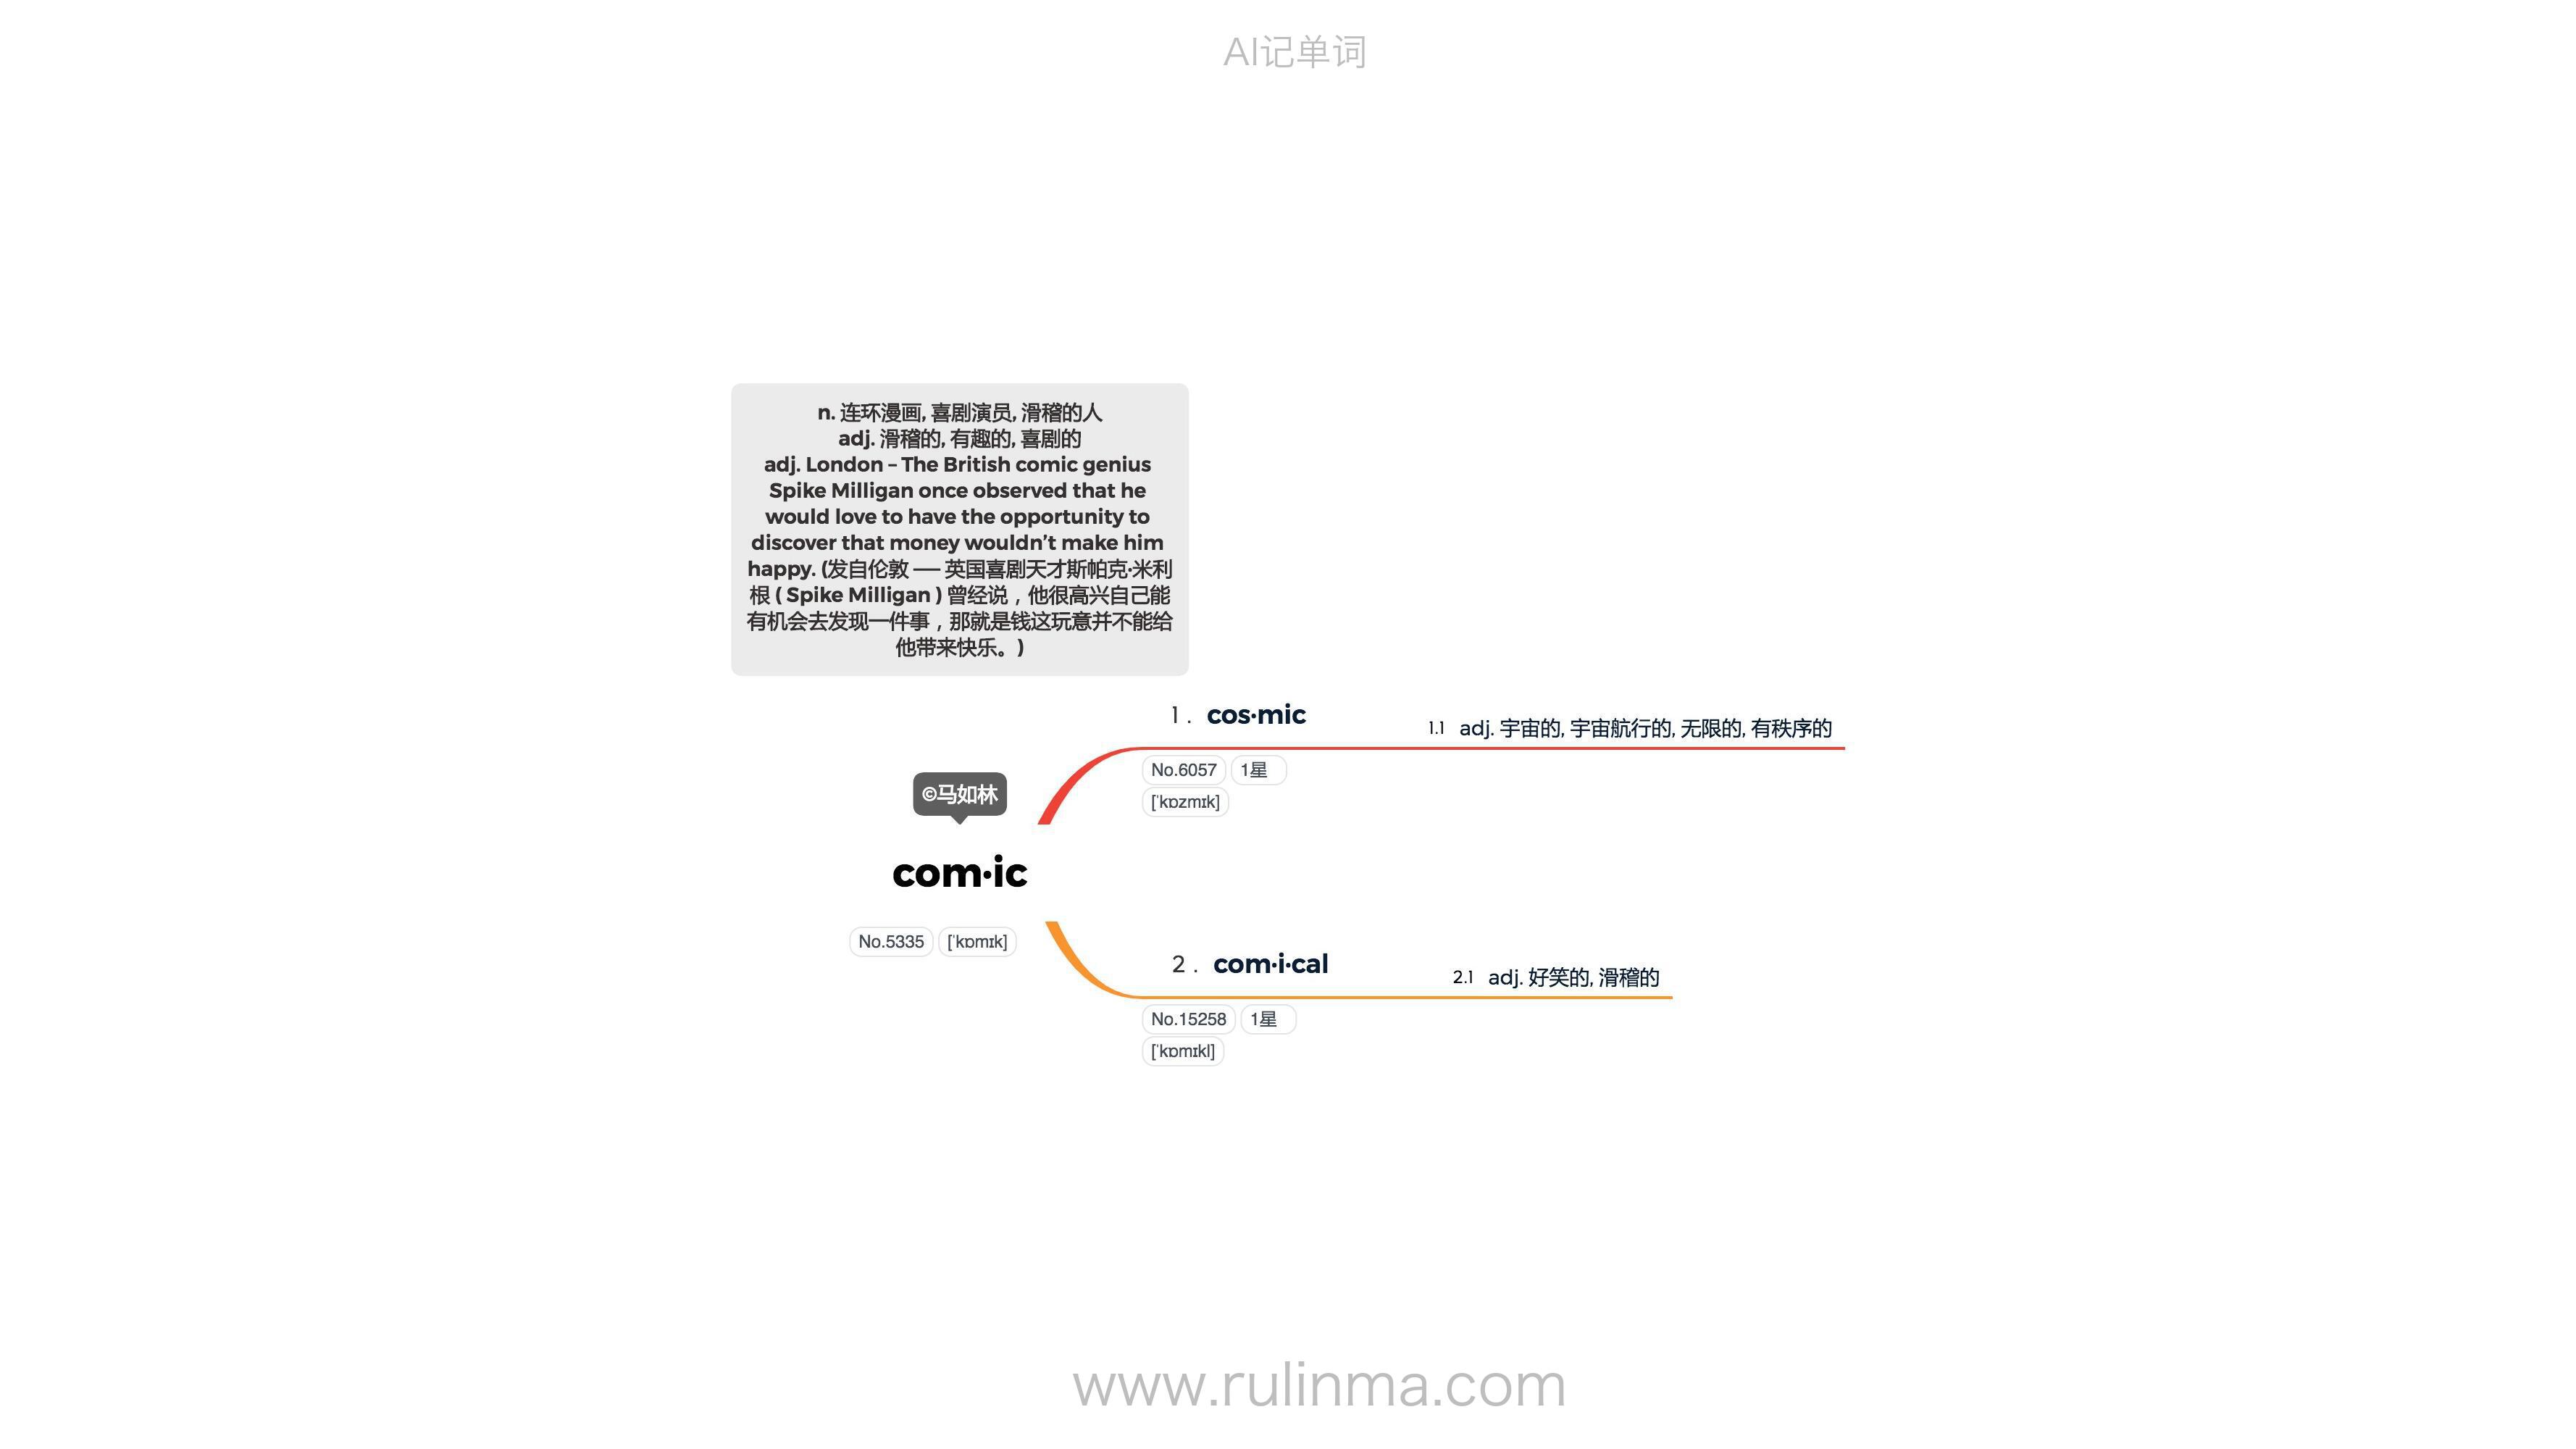 AI记单词
n. 连环漫画, 喜剧演员, 滑稽的人
adj. 滑稽的, 有趣的, 喜剧的
adj. London – The British comic genius
Spike Milligan once observed that he
would love to have the opportunity to
discover that money wouldn’t make him
happy. (发自伦敦 —– 英国喜剧天才斯帕克·米利
根 ( Spike Milligan ) 曾经说，他很高兴自己能
有机会去发现一件事，那就是钱这玩意并不能给
他带来快乐。)
1 . cos·mic
1.1 adj. 宇宙的, 宇宙航行的, 无限的, 有秩序的
No.6057 1星
['kɒzmɪk]
©马如林
com·ic
No.5335 ['kɒmɪk]
2 . com·i·cal
2.1 adj. 好笑的, 滑稽的
No.15258 1星
['kɒmɪkl]
www.rulinma.com